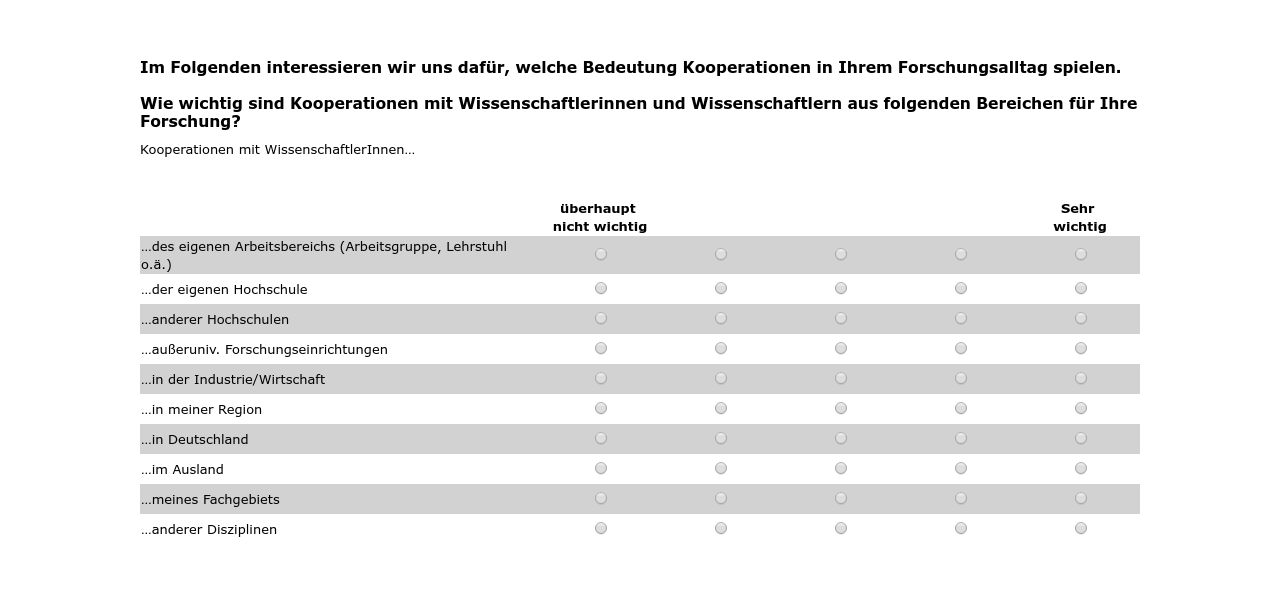 Im Folgenden interessieren wir uns dafür, welche Bedeutung Kooperationen in Ihrem Forschungsalltag spielen.
Wie wichtig sind Kooperationen mit Wissenschaftlerinnen und Wissenschaftlern aus folgenden Bereichen für Ihre
Forschung?
Kooperationen mit WissenschaftlerInnen…
überhaupt
nicht wichtig
Sehr
wichtig
…des eigenen Arbeitsbereichs (Arbeitsgruppe, Lehrstuhl
o.ä.)
…der eigenen Hochschule
…anderer Hochschulen
…außeruniv. Forschungseinrichtungen
…in der Industrie/Wirtschaft
…in meiner Region
…in Deutschland
…im Ausland
…meines Fachgebiets
…anderer Disziplinen